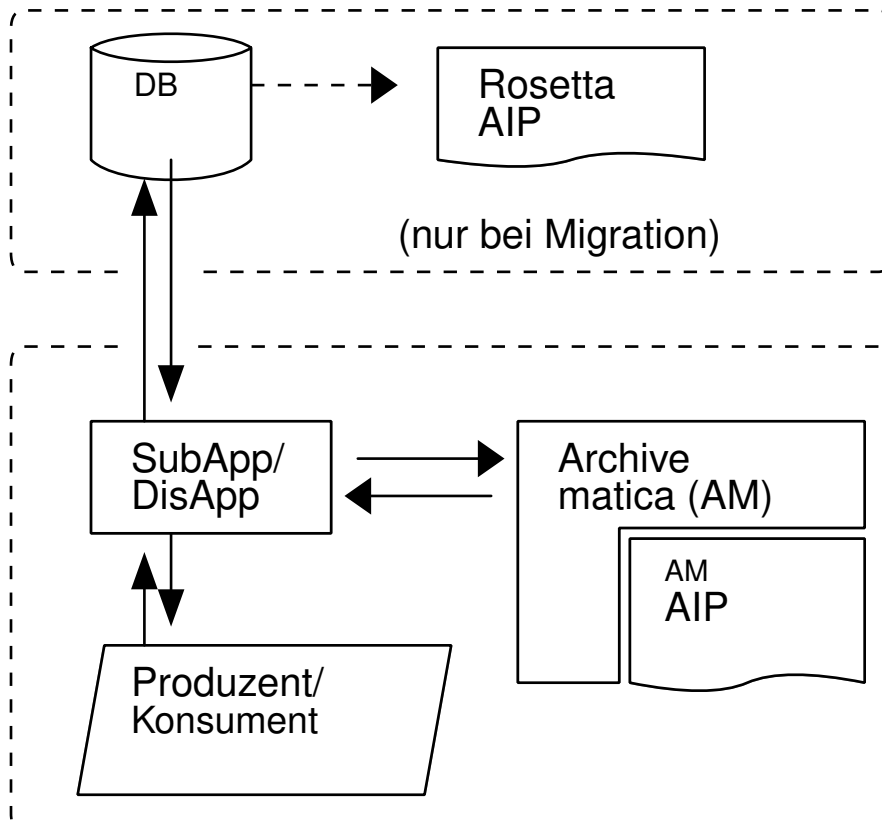 DB
Rosetta
AIP
(nur bei Migration)
SubApp/
DisApp
Archive
matica (AM)
AM
AIP
Produzent/
Konsument